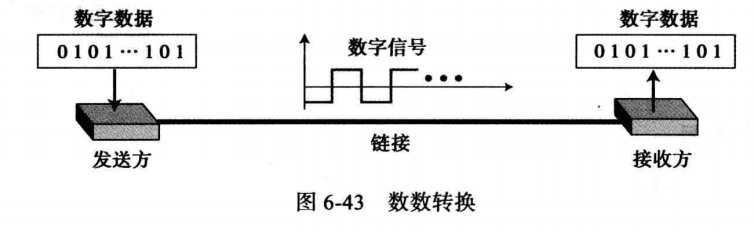 数字数据
0101…101
数字信号
数字数据
0101…101
链接
发送方
接收方
图 6-43 数数转换